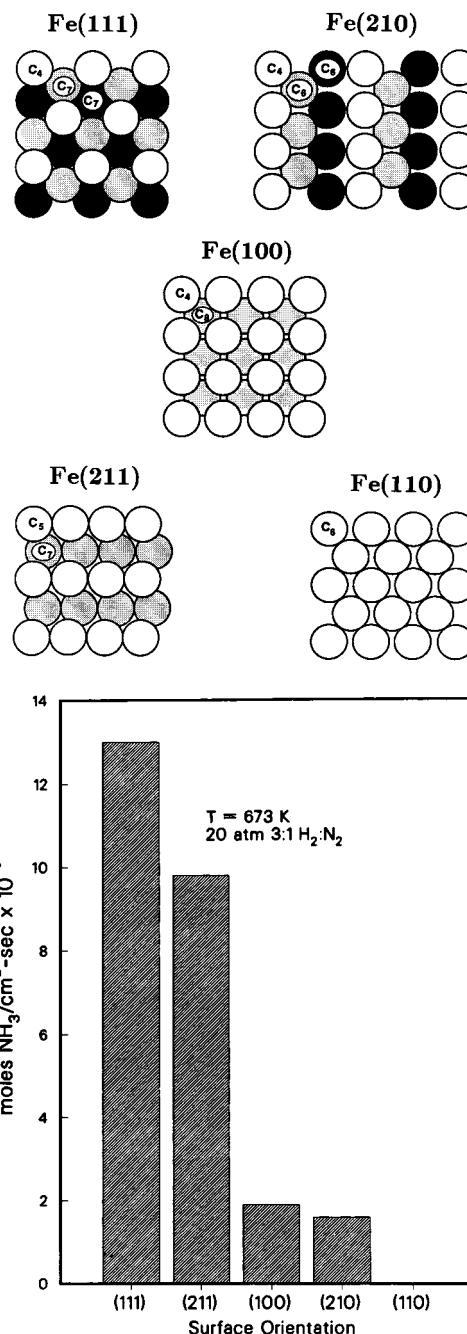 Fe(111) Fe(210)
C₄ C₇ C₇ C₄ C₆ C₆
Fe(100)
C₄ C₈
Fe(211) Fe(110)
C₅ C₇ C₆
moles NH₃/cm⁻-sec x 10⁻
14
12
10
8
6
4
2
0
T = 673 K
20 atm 3:1 H₂:N₂
(111) (211) (100) (210) (110)
Surface Orientation